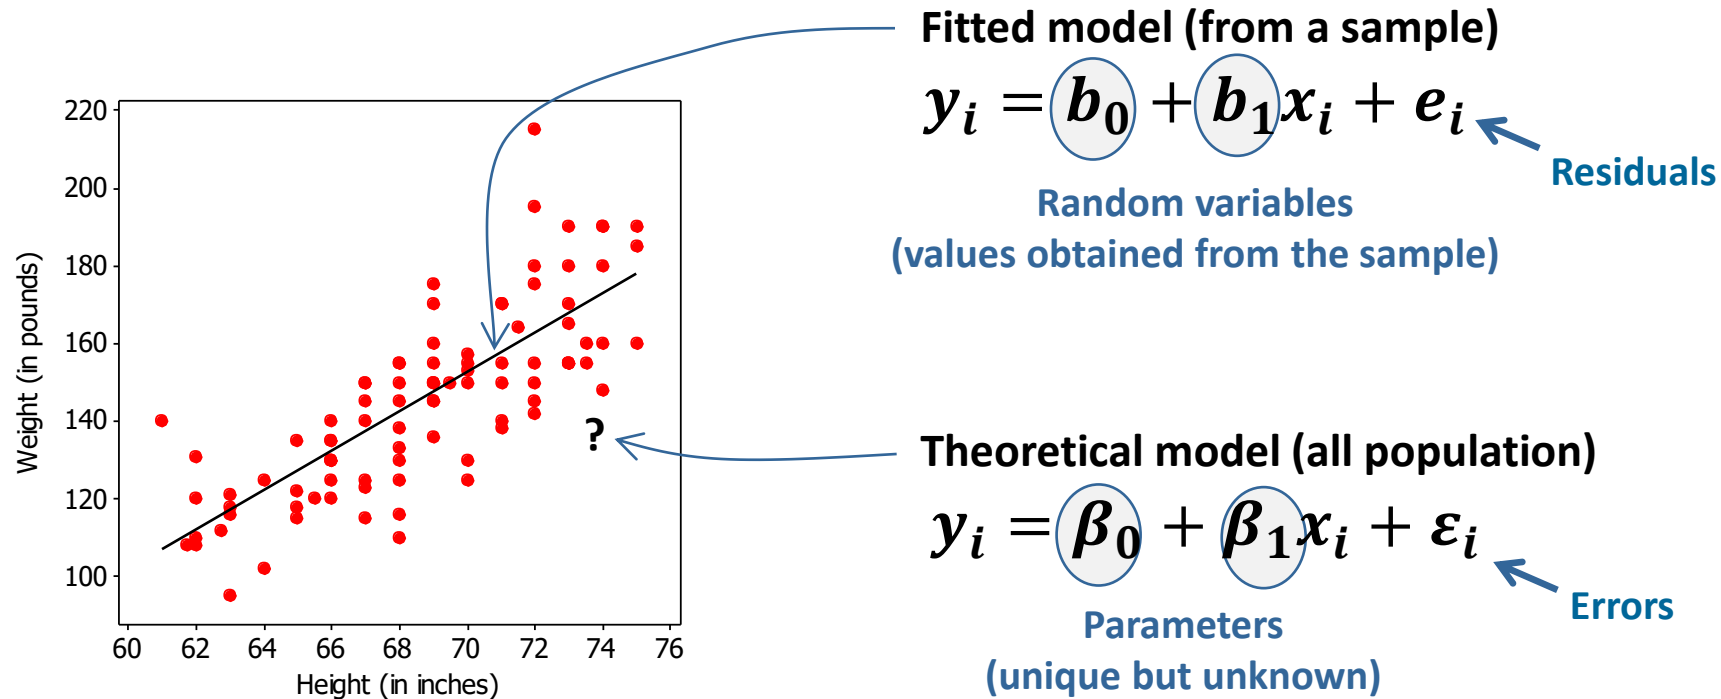 Fitted model (from a sample)
yᵢ = b₀ + b₁xᵢ + eᵢ
Residuals
Random variables
(values obtained from the sample)
Weight (in pounds)
220
200
180
160
140
120
100
60 62 64 66 68 70 72 74 76
Height (in inches)
?
Theoretical model (all population)
yᵢ = β₀ + β₁xᵢ + εᵢ
Errors
Parameters
(unique but unknown)